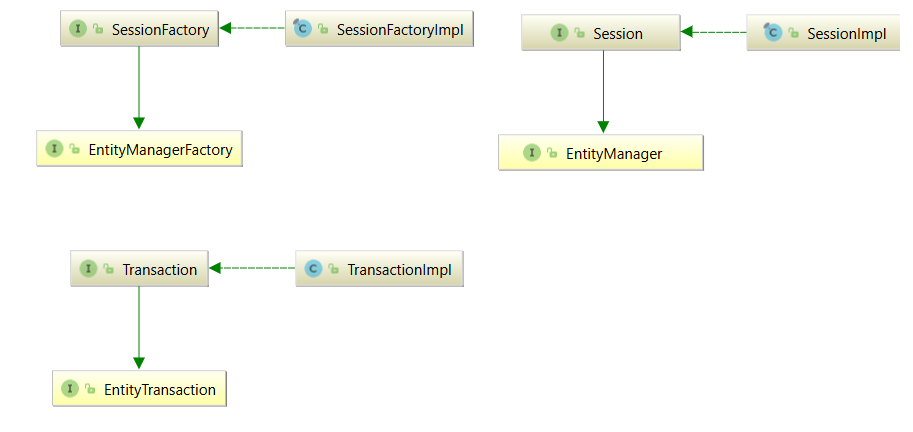 I SessionFactory
C SessionFactoryImpl
I Session
C SessionImpl
I EntityManagerFactory
I EntityManager
I Transaction
C TransactionImpl
I EntityTransaction